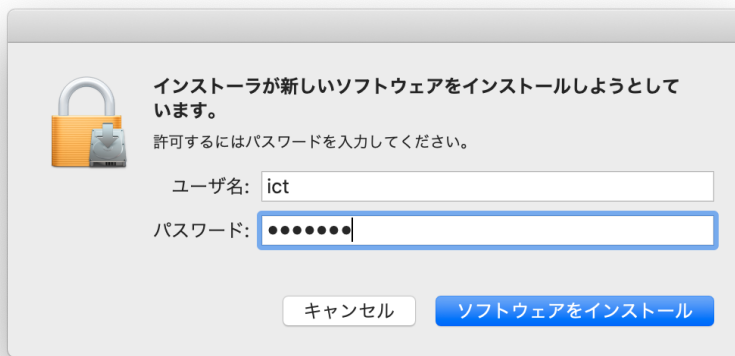 インストーラが新しいソフトウェアをインストールしようとして
います。
許可するにはパスワードを入力してください。
ユーザ名: ict
パスワード: •••••••
キャンセル ソフトウェアをインストール